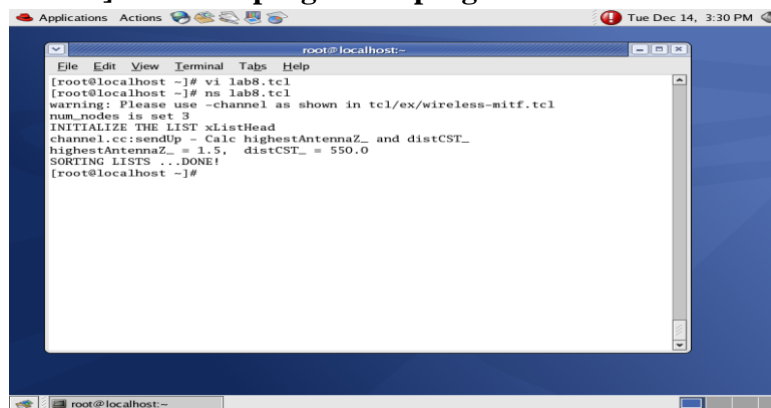 Applications Actions Tue Dec 14, 3:30 PM
root@localhost:~
File Edit View Terminal Tabs Help
[root@localhost ~]# vi lab8.tcl
[root@localhost ~]# ns lab8.tcl
warning: Please use -channel as shown in tcl/ex/wireless-mitf.tcl
num_nodes is set 3
INITIALIZE THE LIST xListHead
channel.cc:sendUp - Calc highestAntennaZ_ and distCST_
highestAntennaZ_ = 1.5,  distCST_ = 550.0
SORTING LISTS ...DONE!
[root@localhost ~]#
root@localhost:~